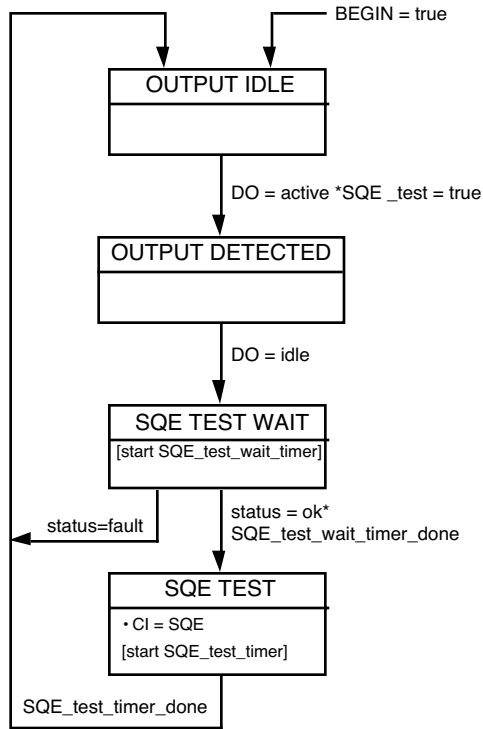 BEGIN = true
OUTPUT IDLE
DO = active *SQE _test = true
OUTPUT DETECTED
DO = idle
SQE TEST WAIT
[start SQE_test_wait_timer]
status=fault
status = ok*
SQE_test_wait_timer_done
SQE TEST
• CI = SQE
[start SQE_test_timer]
SQE_test_timer_done